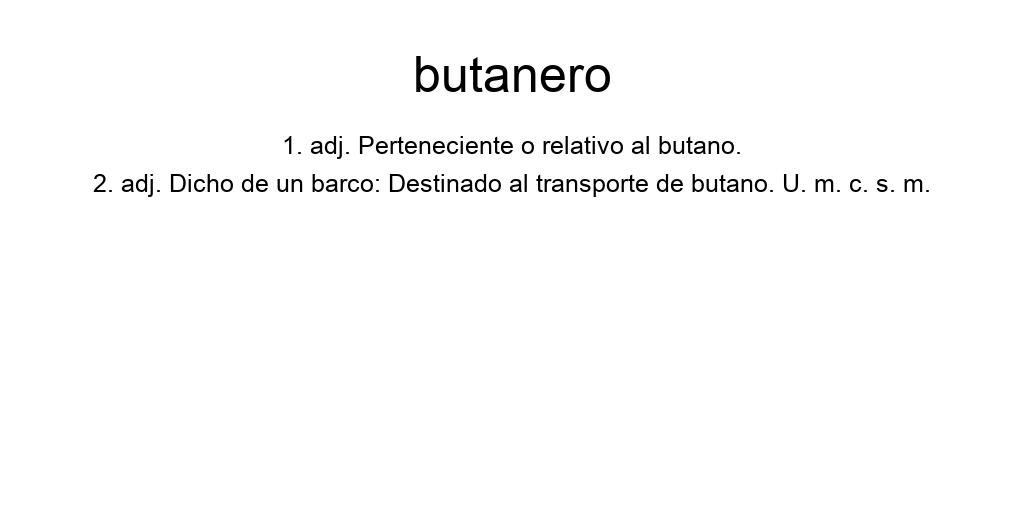 butanero
1. adj. Perteneciente o relativo al butano.
2. adj. Dicho de un barco: Destinado al transporte de butano. U. m. c. s. m.